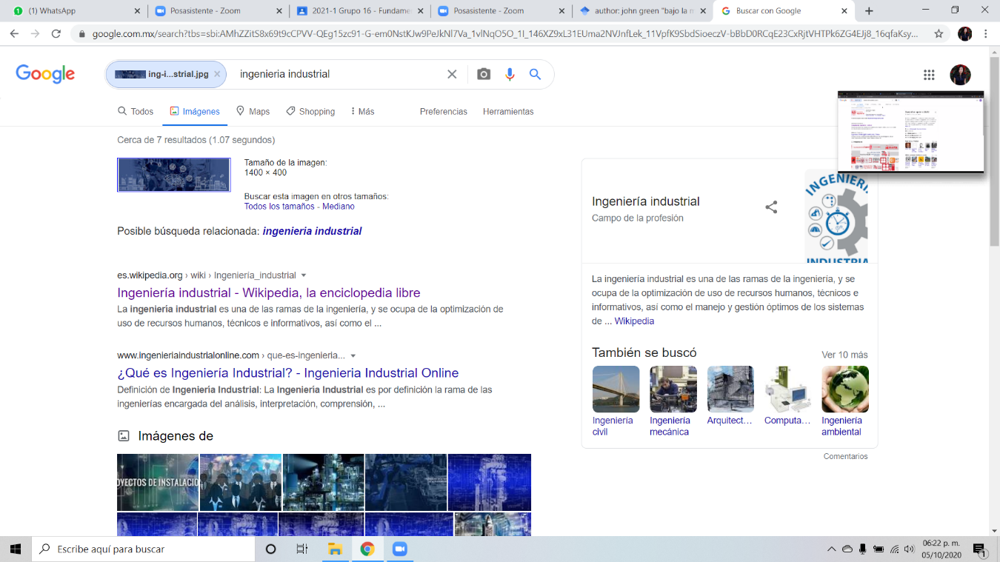 (1) WhatsApp
Posasistente - Zoom
2021-1 Grupo 16 - Fundame
Posasistente - Zoom
author: john green "bajo la m
Buscar con Google
google.com.mx/search?tbs=sbi:AMhZZitS8x69t9cCPVV-QEg15zc91-G-em0NstKJw9PeJkNl7Va_1vlNqO5O_1I_146XZ9xL31EUma2NVJnfLek_11VpfK9SbdSioeczV-bBbD0RCqE23CxRjtVHTPk6ZG4EJj8_16qfaKsy...
Google
ing-i...strial.jpg
ingenieria industrial
Todos
Imágenes
Maps
Shopping
Más
Preferencias
Herramientas
Cerca de 7 resultados (1.07 segundos)
Tamaño de la imagen:
1400 × 400
Buscar esta imagen en otros tamaños:
Todos los tamaños - Mediano
Posible búsqueda relacionada: ingenieria industrial
es.wikipedia.org › wiki › Ingeniería_industrial
Ingeniería industrial - Wikipedia, la enciclopedia libre
La ingeniería industrial es una de las ramas de la ingeniería, y se ocupa de la optimización de
uso de recursos humanos, técnicos e informativos, así como el ...
www.ingenieriaindustrialonline.com › que-es-ingenieria...
¿Qué es Ingeniería Industrial? - Ingenieria Industrial Online
Definición de Ingeniería Industrial: La Ingeniería Industrial es por definición la rama de las
ingenierías encargada del análisis, interpretación, comprensión, ...
Imágenes de
OYECTOS DE INSTALACIO
INGENIERI
INDUSTRIA
Ingeniería industrial
Campo de la profesión
La ingeniería industrial es una de las ramas de la ingeniería, y se
ocupa de la optimización de uso de recursos humanos, técnicos e
informativos, así como el manejo y gestión óptimos de los sistemas
de ... Wikipedia
También se buscó
Ver 10 más
Ingeniería
civil
Ingeniería
mecánica
Arquitect...
Computa...
Ingeniería
ambiental
Comentarios
Escribe aquí para buscar
06:22 p. m.
05/10/2020
1